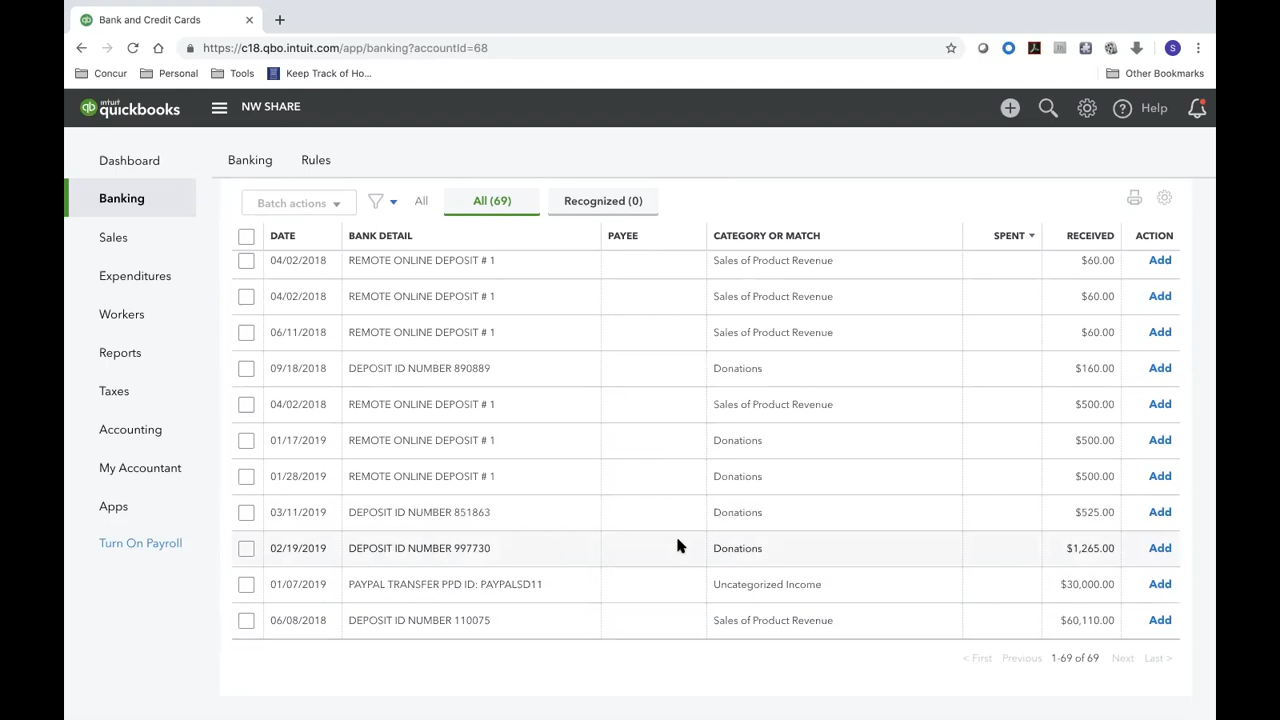 Bank and Credit Cards
https://c18.qbo.intuit.com/app/banking?accountId=68
S
Concur Personal Tools Keep Track of Ho... Other Bookmarks
qb intuit quickbooks NW SHARE Help
Dashboard
Banking
Sales
Expenditures
Workers
Reports
Taxes
Accounting
My Accountant
Apps
Turn On Payroll
Banking Rules
Batch actions All All (69) Recognized (0)
DATE BANK DETAIL PAYEE CATEGORY OR MATCH SPENT RECEIVED ACTION
04/02/2018 REMOTE ONLINE DEPOSIT # 1 Sales of Product Revenue $60.00 Add
04/02/2018 REMOTE ONLINE DEPOSIT # 1 Sales of Product Revenue $60.00 Add
06/11/2018 REMOTE ONLINE DEPOSIT # 1 Sales of Product Revenue $60.00 Add
09/18/2018 DEPOSIT ID NUMBER 890889 Donations $160.00 Add
04/02/2018 REMOTE ONLINE DEPOSIT # 1 Sales of Product Revenue $500.00 Add
01/17/2019 REMOTE ONLINE DEPOSIT # 1 Donations $500.00 Add
01/28/2019 REMOTE ONLINE DEPOSIT # 1 Donations $500.00 Add
03/11/2019 DEPOSIT ID NUMBER 851863 Donations $525.00 Add
02/19/2019 DEPOSIT ID NUMBER 997730 Donations $1,265.00 Add
01/07/2019 PAYPAL TRANSFER PPD ID: PAYPALSD11 Uncategorized Income $30,000.00 Add
06/08/2018 DEPOSIT ID NUMBER 110075 Sales of Product Revenue $60,110.00 Add
< First Previous 1-69 of 69 Next Last >